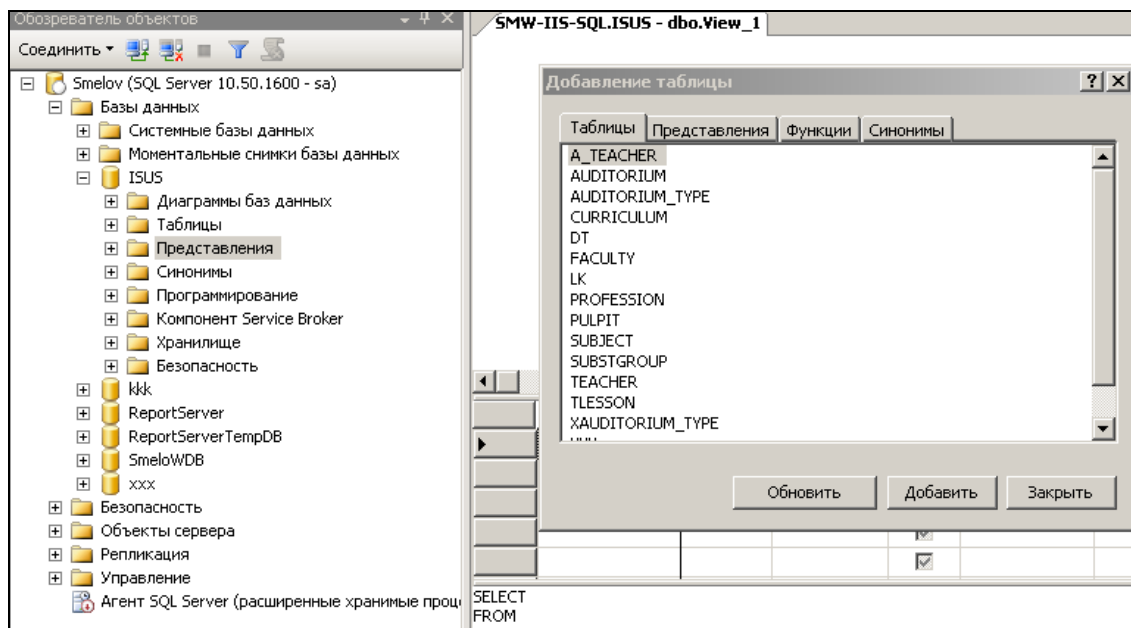 Обозреватель объектов
Соединить
Smelov (SQL Server 10.50.1600 - sa)
Базы данных
Системные базы данных
Моментальные снимки базы данных
ISUS
Диаграммы баз данных
Таблицы
Представления
Синонимы
Программирование
Компонент Service Broker
Хранилище
Безопасность
kkk
ReportServer
ReportServerTempDB
SmeloWDB
xxx
Безопасность
Объекты сервера
Репликация
Управление
Агент SQL Server (расширенные хранимые проц
SMW-IIS-SQL.ISUS - dbo.View_1
Добавление таблицы
Таблицы Представления Функции Синонимы
A_TEACHER
AUDITORIUM
AUDITORIUM_TYPE
CURRICULUM
DT
FACULTY
LK
PROFESSION
PULPIT
SUBJECT
SUBSTGROUP
TEACHER
TLESSON
XAUDITORIUM_TYPE
Обновить Добавить Закрыть
SELECT
FROM